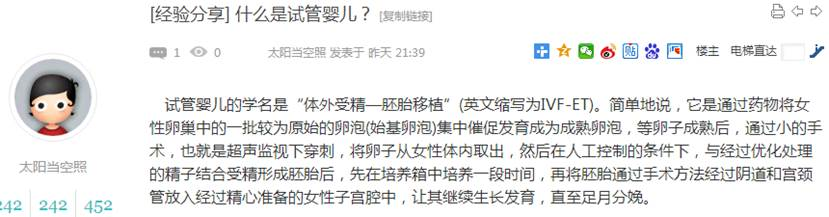 [经验分享] 什么是试管婴儿？ [复制链接]
1 0 太阳当空照 发表于 昨天 21:39 楼主 电梯直达
试管婴儿的学名是“体外受精—胚胎移植”(英文缩写为IVF-ET)。简单地说，它是通过药物将女
性卵巢中的一批较为原始的卵泡(始基卵泡)集中催促发育成为成熟卵泡，等卵子成熟后，通过小的手
术，也就是超声监视下穿刺，将卵子从女性体内取出，然后在人工控制的条件下，与经过优化处理
的精子结合受精形成胚胎后，先在培养箱中培养一段时间，再将胚胎通过手术方法经过阴道和宫颈
管放入经过精心准备的女性子宫腔中，让其继续生长发育，直至足月分娩。
太阳当空照
242 242 452